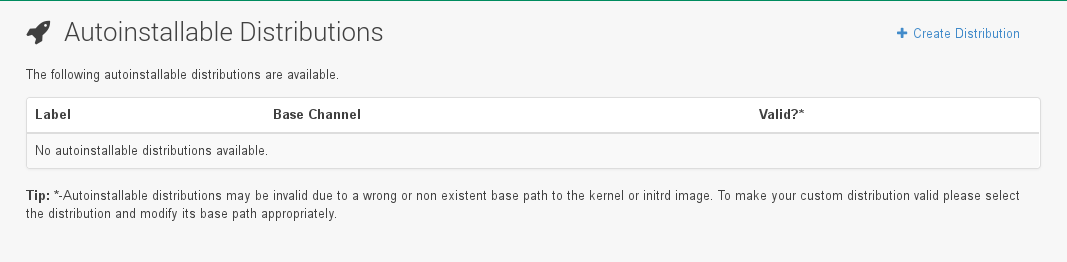 Autoinstallable Distributions
Create Distribution
The following autoinstallable distributions are available.
Label Base Channel Valid?*
No autoinstallable distributions available.
Tip: *-Autoinstallable distributions may be invalid due to a wrong or non existent base path to the kernel or initrd image. To make your custom distribution valid please select
the distribution and modify its base path appropriately.